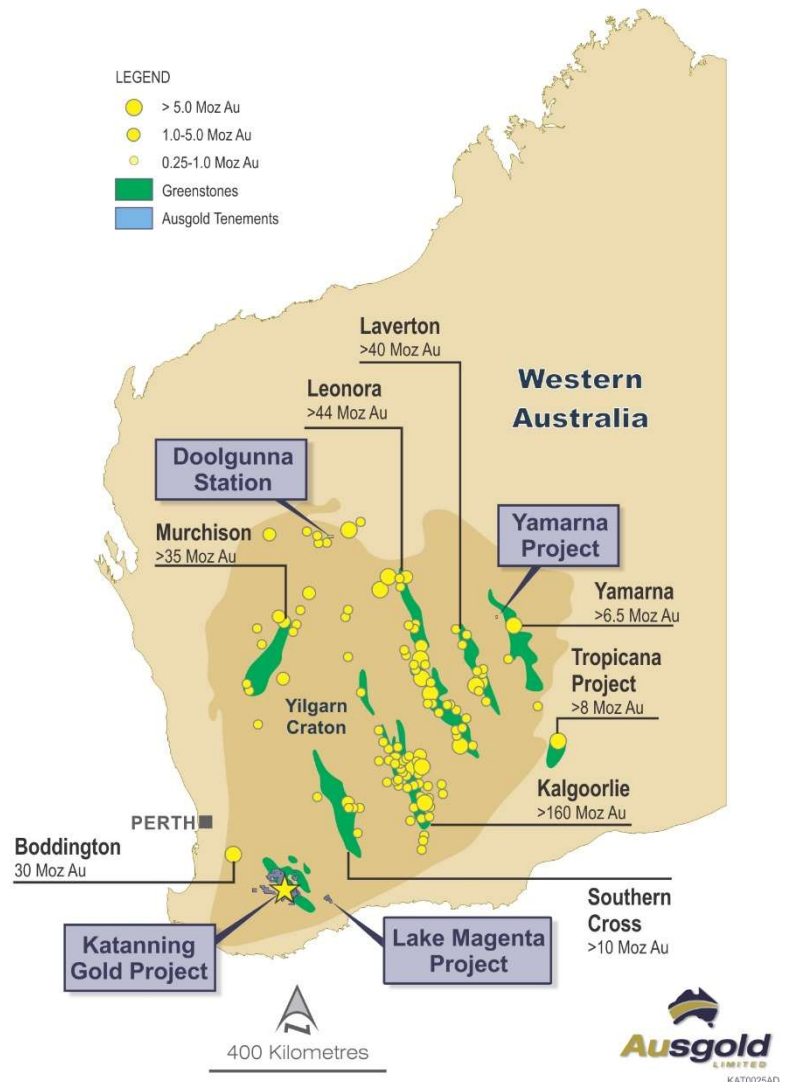 LEGEND
> 5.0 Moz Au
1.0-5.0 Moz Au
0.25-1.0 Moz Au
Greenstones
Ausgold Tenements
Laverton
>40 Moz Au
Western
Australia
Leonora
>44 Moz Au
Doolgunna
Station
Murchison
>35 Moz Au
Yamarna
Project
Yamarna
>6.5 Moz Au
Tropicana
Project
>8 Moz Au
Yilgarn
Craton
Kalgoorlie
>160 Moz Au
PERTH
Boddington
30 Moz Au
Southern
Cross
>10 Moz Au
Katanning
Gold Project
Lake Magenta
Project
N
400 Kilometres
Ausgold
LIMITED
KAT0025AD